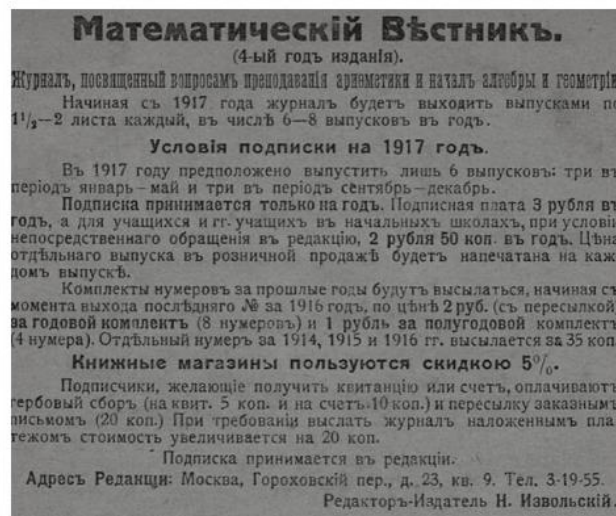 Математическій Вѣстникъ.
(4-ый годъ изданія).
Журналъ, посвященный вопросамъ преподаванія ариѳметики и началъ алгебры и геометріи
Начиная съ 1917 года журналъ будетъ выходить выпусками по
1¹/₂—2 листа каждый, въ числѣ 6—8 выпусковъ въ годъ.
Условія подписки на 1917 годъ.
Въ 1917 году предположено выпустить лишь 6 выпусковъ: три въ
періодъ январь—май и три въ періодъ сентябрь—декабрь.
Подписка принимается только на годъ. Подписная плата 3 рубля въ
годъ, а для учащихся и гг. учащихъ въ начальныхъ школахъ, при условіи
непосредственнаго обращенія въ редакцію, 2 рубля 50 коп. въ годъ. Цѣна
отдѣльнаго выпуска въ розничной продажѣ будетъ напечатана на каж
домъ выпускѣ.
Комплекты нумеровъ за прошлые годы будутъ высылаться, начиная съ
момента выхода послѣдняго № за 1916 годъ, по цѣнѣ 2 руб. (съ пересылкой)
за годовой комплектъ (8 нумеровъ) и 1 рубль за полугодовой комплектъ
(4 нумера). Отдѣльный нумеръ за 1914, 1915 и 1916 гг. высылается за 35 коп
Книжные магазины пользуются скидкою 5%.
Подписчики, желающіе получить квитанцію или счетъ, оплачиваютъ
гербовый сборъ (на квит. 5 коп. и на счетъ 10 коп.) и пересылку заказнымъ
письмомъ (20 коп.) При требованіи выслать журналъ наложеннымъ пла
тежомъ стоимость увеличивается на 20 коп.
Подписка принимается въ редакціи.
Адресъ Редакціи: Москва, Гороховскій пер., д. 23, кв. 9. Тел. 3-19-55.
Редакторъ-Издатель Н. Извольскій.